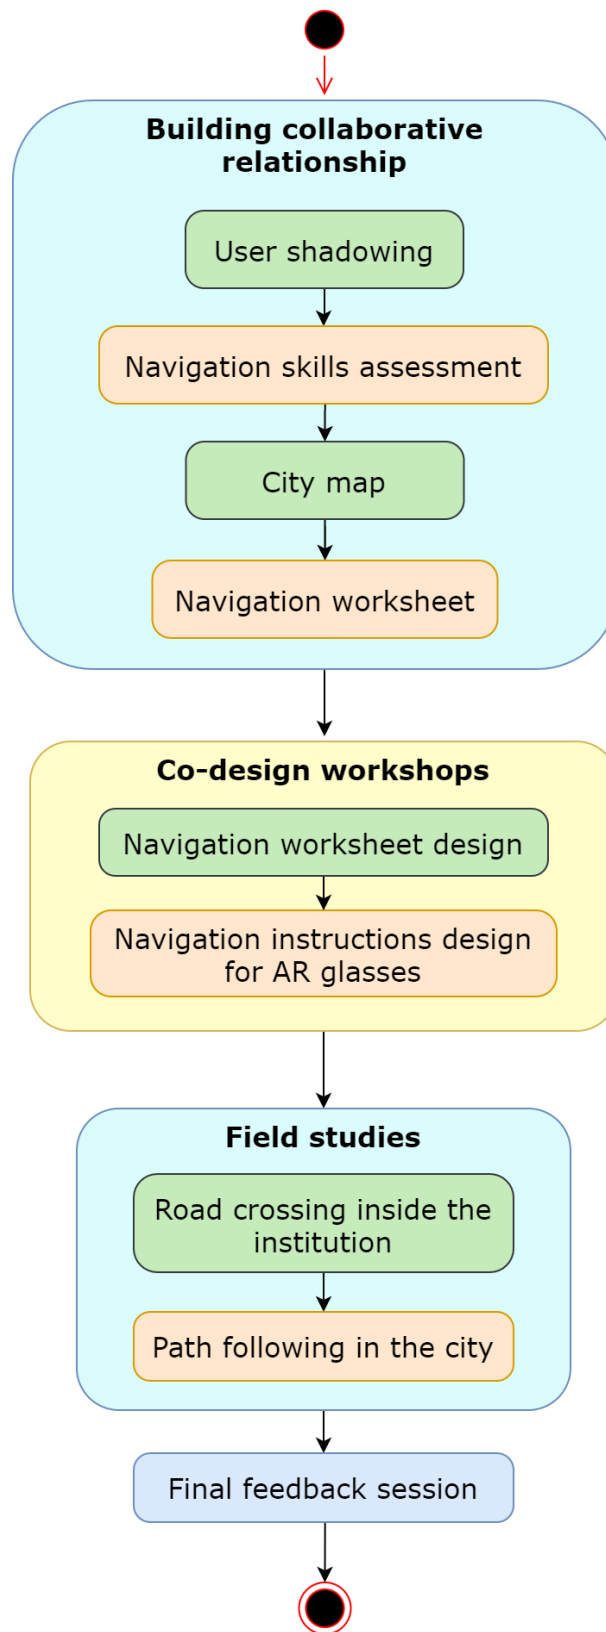 Building collaborative
relationship
User shadowing
Navigation skills assessment
City map
Navigation worksheet
Co-design workshops
Navigation worksheet design
Navigation instructions design
for AR glasses
Field studies
Road crossing inside the
institution
Path following in the city
Final feedback session